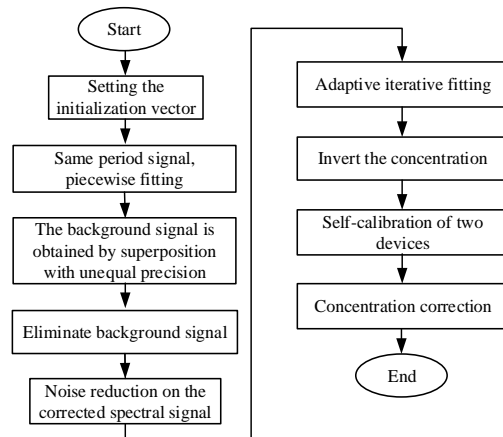 Start
Setting the
initialization vector
Same period signal,
piecewise fitting
The background signal is
obtained by superposition
with unequal precision
Eliminate background signal
Noise reduction on the
corrected spectral signal
Adaptive iterative fitting
Invert the concentration
Self-calibration of two
devices
Concentration correction
End